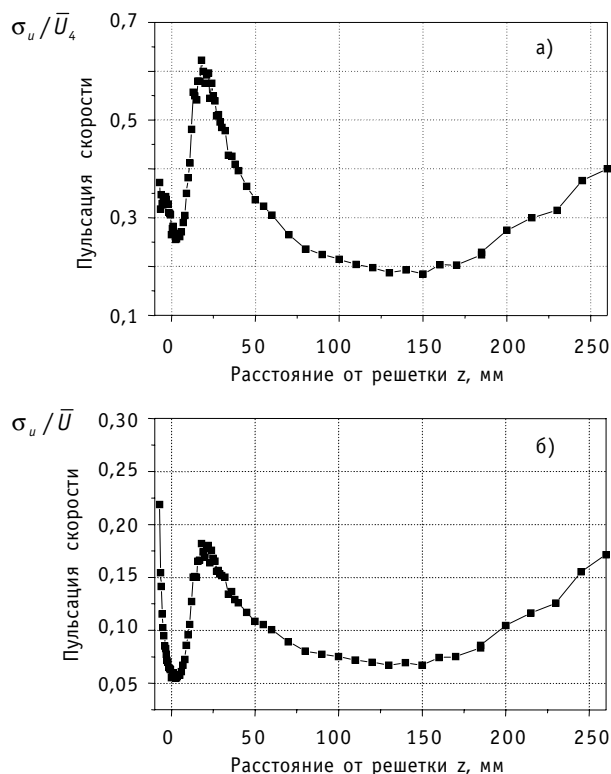 σu / U̅4
0,7
0,5
0,3
0,1
Пульсация скорости
а)
0 50 100 150 200 250
Расстояние от решетки z, мм
σu / U̅
0,30
0,25
0,20
0,15
0,10
0,05
Пульсация скорости
б)
0 50 100 150 200 250
Расстояние от решетки z, мм